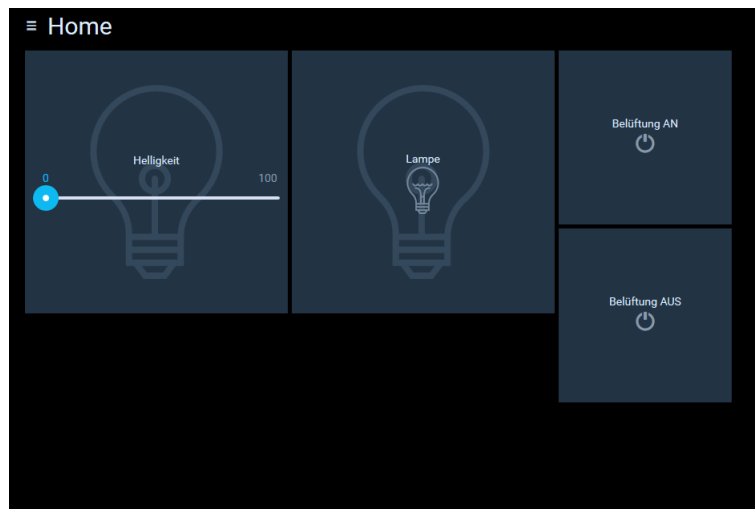 Home
Helligkeit
0 100
Lampe
Belüftung AN
Belüftung AUS